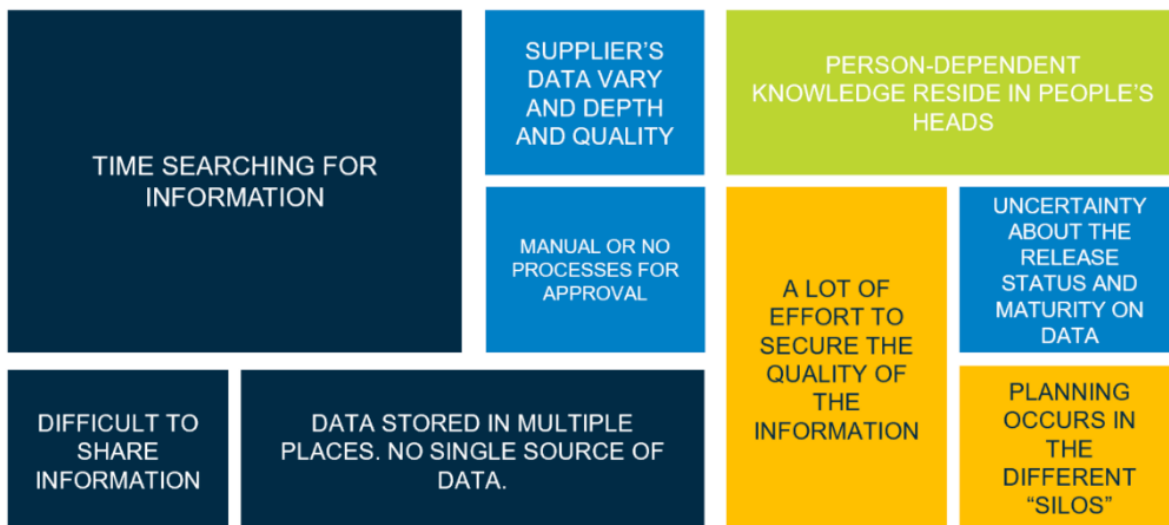 TIME SEARCHING FOR
INFORMATION
SUPPLIER'S
DATA VARY
AND DEPTH
AND QUALITY
PERSON-DEPENDENT
KNOWLEDGE RESIDE IN PEOPLE'S
HEADS
MANUAL OR NO
PROCESSES FOR
APPROVAL
A LOT OF
EFFORT TO
SECURE THE
QUALITY OF
THE
INFORMATION
UNCERTAINTY
ABOUT THE
RELEASE
STATUS AND
MATURITY ON
DATA
DIFFICULT TO
SHARE
INFORMATION
DATA STORED IN MULTIPLE
PLACES. NO SINGLE SOURCE OF
DATA.
PLANNING
OCCURS IN
THE
DIFFERENT
“SILOS”